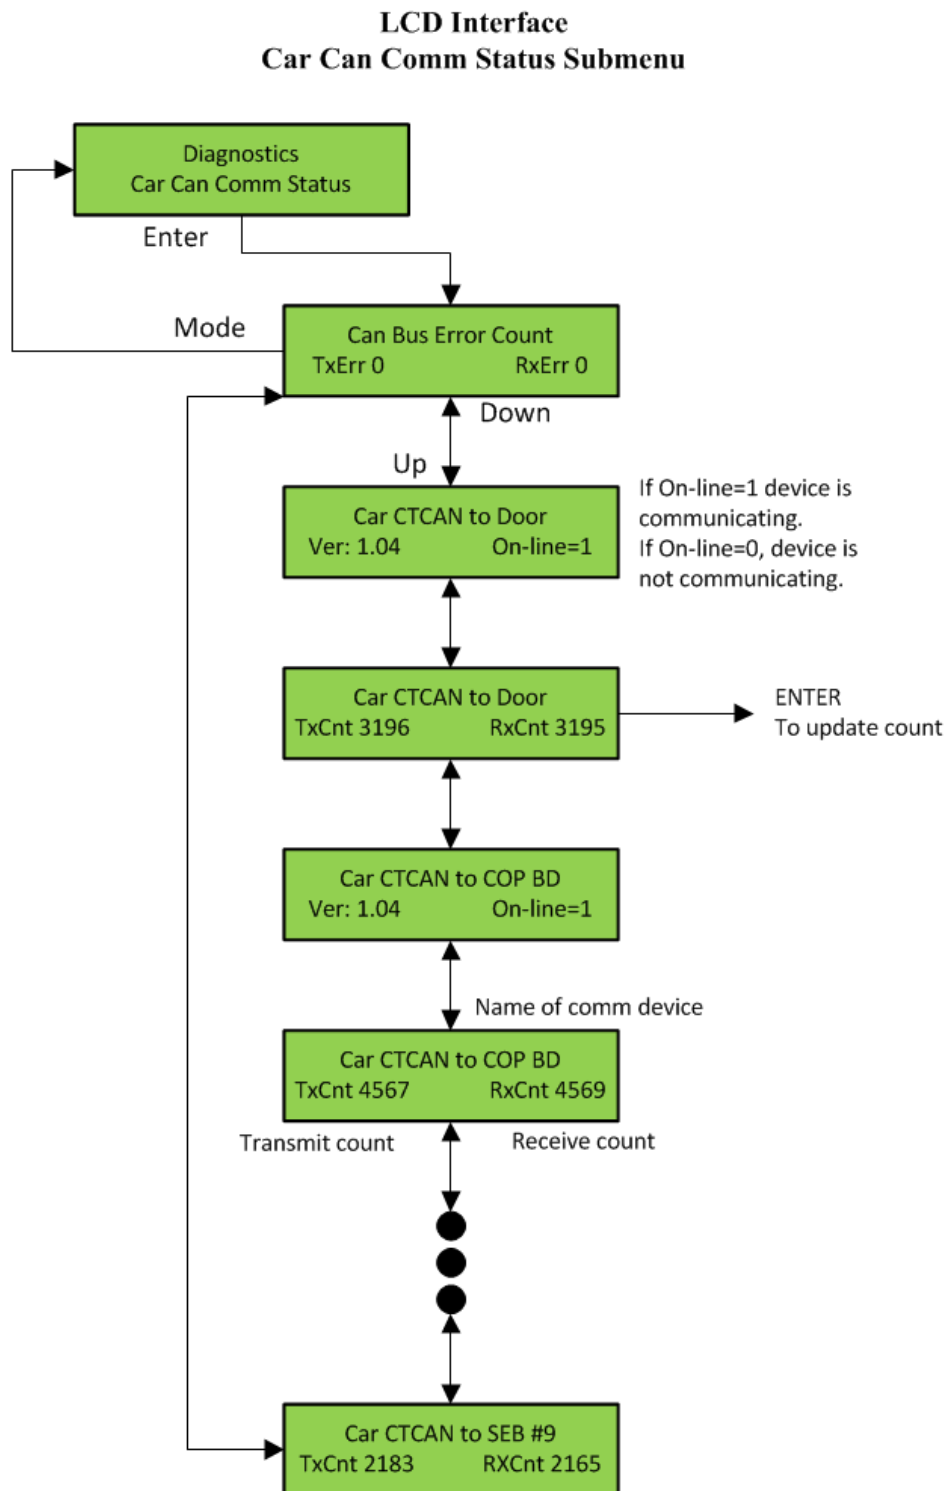 LCD Interface
Car Can Comm Status Submenu
Diagnostics
Car Can Comm Status
Enter
Mode
Can Bus Error Count
TxErr 0 RxErr 0
Down
Up
Car CTCAN to Door
Ver: 1.04 On-line=1
If On-line=1 device is
communicating.
If On-line=0, device is
not communicating.
Car CTCAN to Door
TxCnt 3196 RxCnt 3195
ENTER
To update count
Car CTCAN to COP BD
Ver: 1.04 On-line=1
Name of comm device
Car CTCAN to COP BD
TxCnt 4567 RxCnt 4569
Transmit count Receive count
Car CTCAN to SEB #9
TxCnt 2183 RXCnt 2165